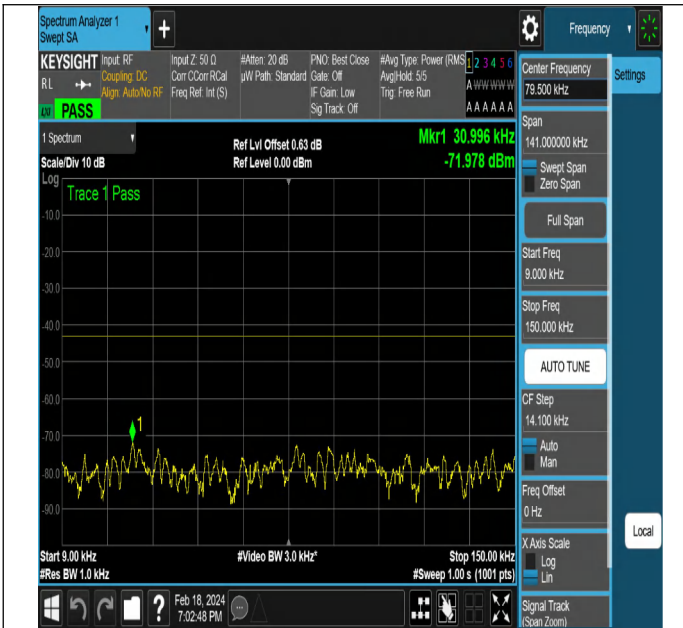 Spectrum Analyzer 1
Swept SA
Frequency
KEYSIGHT
RL
LXI
PASS
Input: RF
Coupling: DC
Align: Auto/No RF
Input Z: 50 Ω
Corr CCorr RCal
Freq Ref: Int (S)
#Atten: 20 dB
µW Path: Standard
PNO: Best Close
Gate: Off
IF Gain: Low
Sig Track: Off
#Avg Type: Power (RMS
Avg|Hold: 5/5
Trig: Free Run
1 2 3 4 5 6
A W W W W W
A A A A A A
1 Spectrum
Scale/Div 10 dB
Ref Lvl Offset 0.63 dB
Ref Level 0.00 dBm
Mkr1 30.996 kHz
-71.978 dBm
Log
Trace 1 Pass
-10.0
-20.0
-30.0
-40.0
-50.0
-60.0
-70.0
-80.0
-90.0
1
Start 9.00 kHz
#Res BW 1.0 kHz
#Video BW 3.0 kHz*
Stop 150.00 kHz
#Sweep 1.00 s (1001 pts)
Center Frequency
79.500 kHz
Settings
Span
141.000000 kHz
Swept Span
Zero Span
Full Span
Start Freq
9.000 kHz
Stop Freq
150.000 kHz
AUTO TUNE
CF Step
14.100 kHz
Auto
Man
Freq Offset
0 Hz
Local
X Axis Scale
Log
Lin
Signal Track
(Span Zoom)
?
Feb 18, 2024
7:02:48 PM